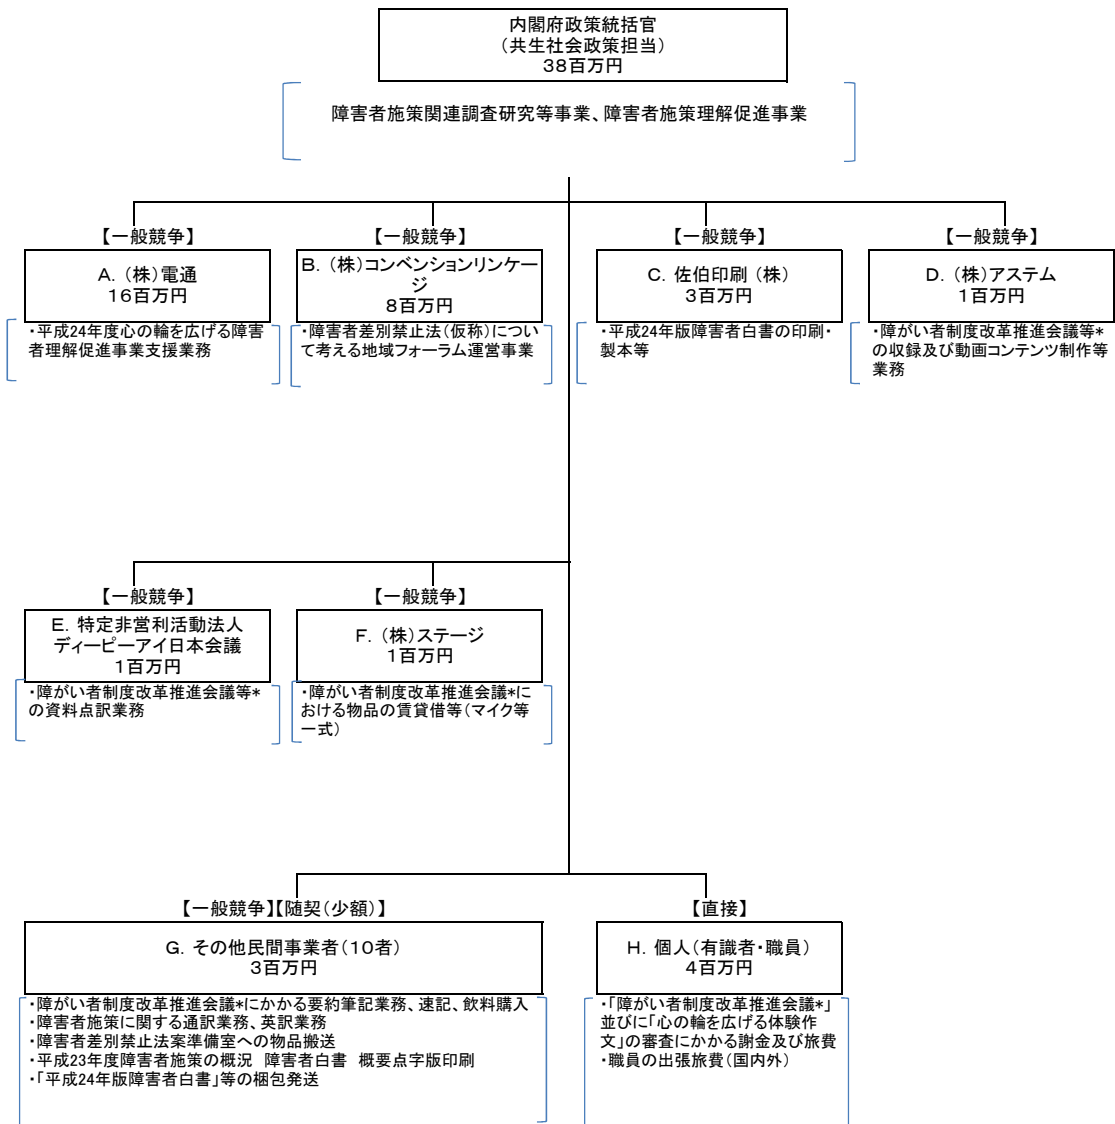 内閣府政策統括官
（共生社会政策担当）
３８百万円
障害者施策関連調査研究等事業、障害者施策理解促進事業
【一般競争】
Ａ．（株）電通
１６百万円
・平成24年度心の輪を広げる障害
者理解促進事業支援業務
【一般競争】
Ｂ．（株）コンベンションリンケー
ジ
８百万円
・障害者差別禁止法（仮称）につい
て考える地域フォーラム運営事業
【一般競争】
Ｃ．佐伯印刷（株）
３百万円
・平成24年版障害者白書の印刷・
製本等
【一般競争】
Ｄ．（株）アステム
１百万円
・障がい者制度改革推進会議等*
の収録及び動画コンテンツ制作等
業務
【一般競争】
Ｅ．特定非営利活動法人
ディーピーアイ日本会議
１百万円
・障がい者制度改革推進会議等*
の資料点訳業務
【一般競争】
Ｆ．（株）ステージ
１百万円
・障がい者制度改革推進会議*に
おける物品の賃貸借等（マイク等
一式）
【一般競争】【随契（少額）】
Ｇ．その他民間事業者（１０者）
３百万円
・障がい者制度改革推進会議*にかかる要約筆記業務、速記、飲料購入
・障害者施策に関する通訳業務、英訳業務
・障害者差別禁止法案準備室への物品搬送
・平成23年度障害者施策の概況　障害者白書　概要点字版印刷
・「平成24年版障害者白書」等の梱包発送
【直接】
Ｈ．個人（有識者・職員）
４百万円
・「障がい者制度改革推進会議*」
並びに「心の輪を広げる体験作
文」の審査にかかる謝金及び旅費
・職員の出張旅費（国内外）